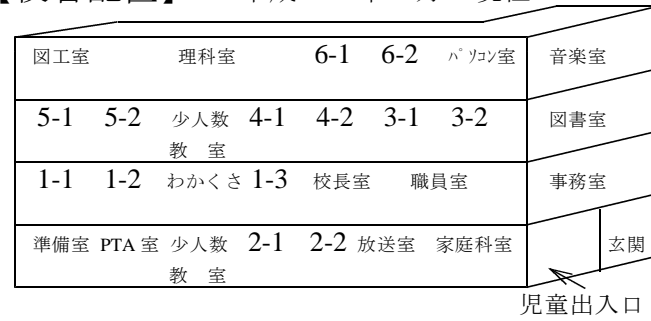 図工室 理科室 6-1 6-2 パソコン室 音楽室
5-1 5-2 少人数 4-1 4-2 3-1 3-2 図書室
教 室
1-1 1-2 わかくさ 1-3 校長室 職員室 事務室
準備室 PTA室 少人数 2-1 2-2 放送室 家庭科室 玄関
教 室
児童出入口